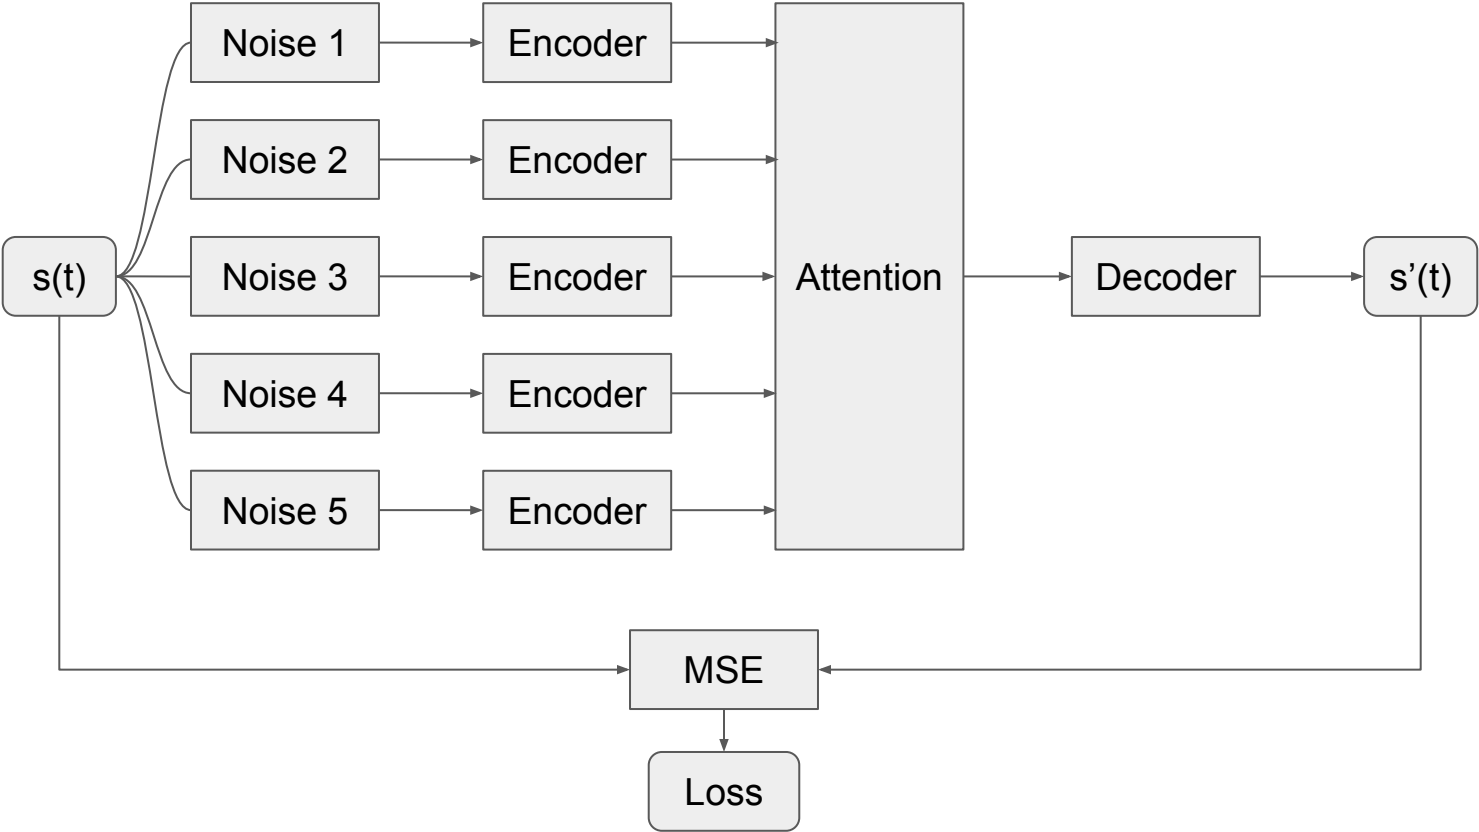 Noise 1
Encoder
Noise 2
Encoder
s(t)
Noise 3
Encoder
Attention
Decoder
s’(t)
Noise 4
Encoder
Noise 5
Encoder
MSE
Loss